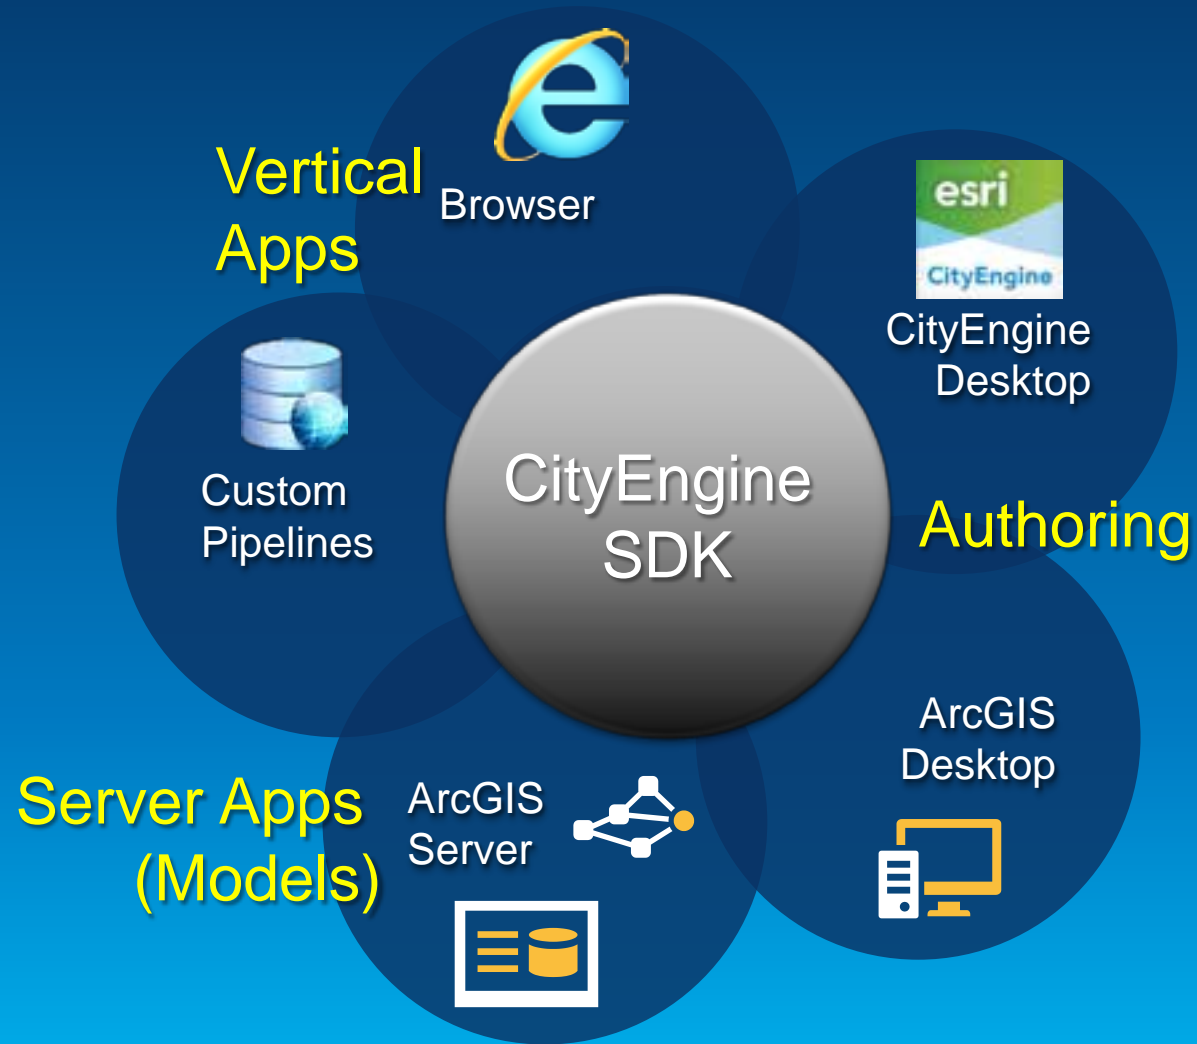 Vertical
Apps
Browser
esri
CityEngine
CityEngine
Desktop
Custom
Pipelines
CityEngine
SDK
Authoring
ArcGIS
Desktop
Server Apps
(Models)
ArcGIS
Server